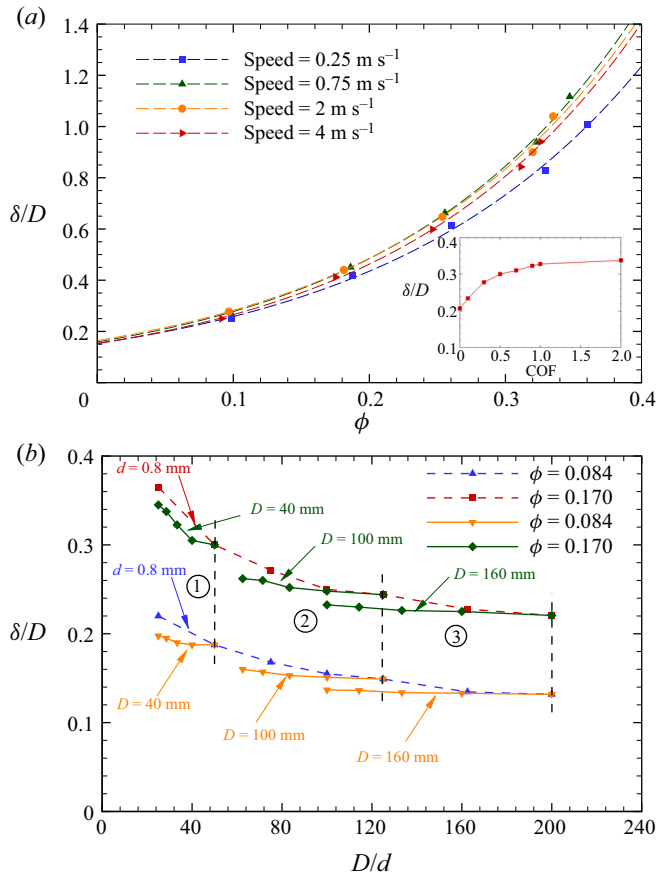 (a)
1.4
1.2
1.0
0.8
0.6
0.4
0.2
δ/D
Speed = 0.25 m s⁻¹
Speed = 0.75 m s⁻¹
Speed = 2 m s⁻¹
Speed = 4 m s⁻¹
0.4
0.3
0.2
0.1
δ/D
0 0.5 1.0 1.5 2.0
COF
0 0.1 0.2 0.3 0.4
ϕ
(b)
0.4
0.3
0.2
0.1
0
δ/D
d = 0.8 mm
D = 40 mm
D = 100 mm
D = 160 mm
ϕ = 0.084
ϕ = 0.170
ϕ = 0.084
ϕ = 0.170
d = 0.8 mm
1
2
3
D = 40 mm
D = 100 mm
D = 160 mm
0 40 80 120 160 200 240
D/d